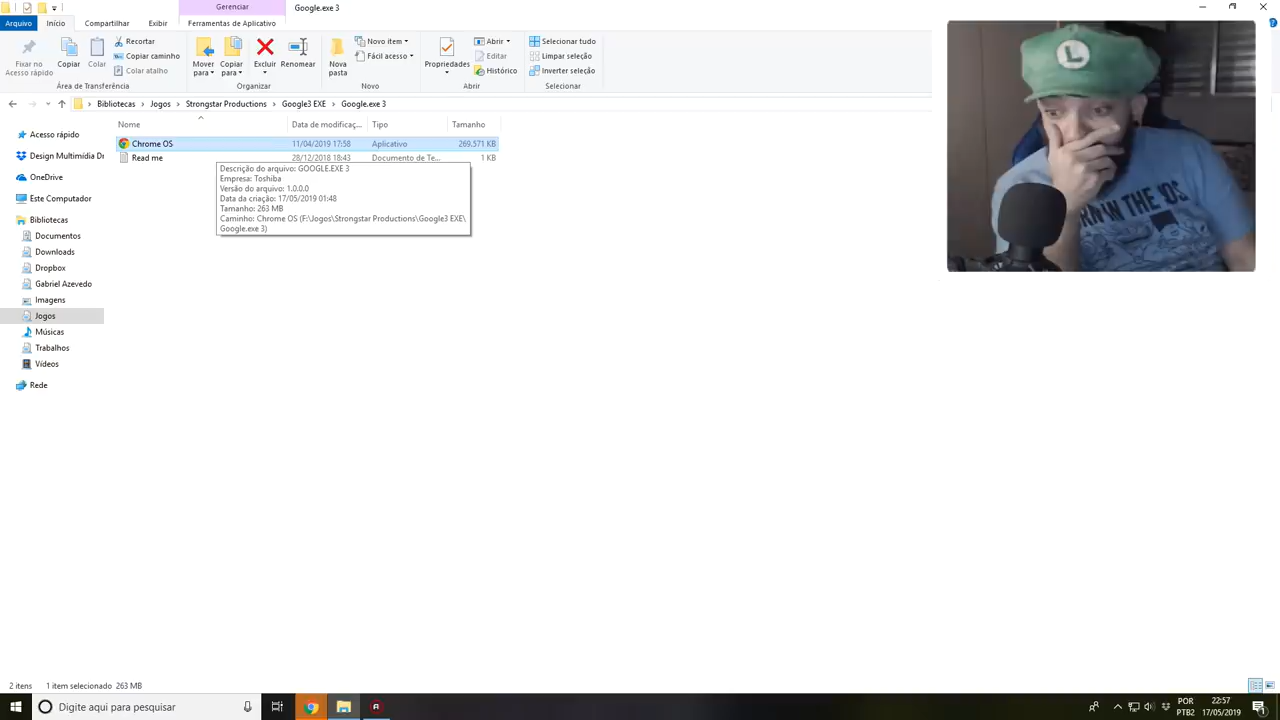 Gerenciar
Google.exe 3
Arquivo
Início
Compartilhar
Exibir
Ferramentas de Aplicativo
Fixar no
Acesso rápido
Copiar
Colar
Recortar
Copiar caminho
Colar atalho
Área de Transferência
Mover
para
Copiar
para
Excluir
Renomear
Organizar
Nova
pasta
Novo item
Fácil acesso
Novo
Propriedades
Abrir
Editar
Histórico
Abrir
Selecionar tudo
Limpar seleção
Inverter seleção
Selecionar
Bibliotecas > Jogos > Strongstar Productions > Google3 EXE > Google.exe 3
Nome Data de modificaç... Tipo Tamanho
Chrome OS 11/04/2019 17:58 Aplicativo 269.571 KB
Read me 28/12/2018 18:43 Documento de Te... 1 KB
Descrição do arquivo: GOOGLE.EXE 3
Empresa: Toshiba
Versão do arquivo: 1.0.0.0
Data da criação: 17/05/2019 01:48
Tamanho: 263 MB
Caminho: Chrome OS (F:\Jogos\Strongstar Productions\Google3 EXE\
Google.exe 3)
Acesso rápido
Design Multimídia Dr
OneDrive
Este Computador
Bibliotecas
Documentos
Downloads
Dropbox
Gabriel Azevedo
Imagens
Jogos
Músicas
Trabalhos
Vídeos
Rede
L
2 itens 1 item selecionado 263 MB
Digite aqui para pesquisar
POR
PTB2
22:57
17/05/2019
1